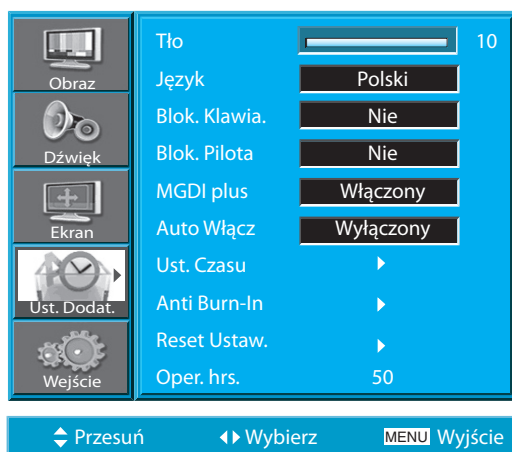 Obraz
Dźwięk
Ekran
Ust. Dodat.
Wejście
Tło 10
Język Polski
Blok. Klawia. Nie
Blok. Pilota Nie
MGDI plus Włączony
Auto Włącz Wyłączony
Ust. Czasu
Anti Burn-In
Reset Ustaw.
Oper. hrs. 50
Przesuń Wybierz MENU Wyjście